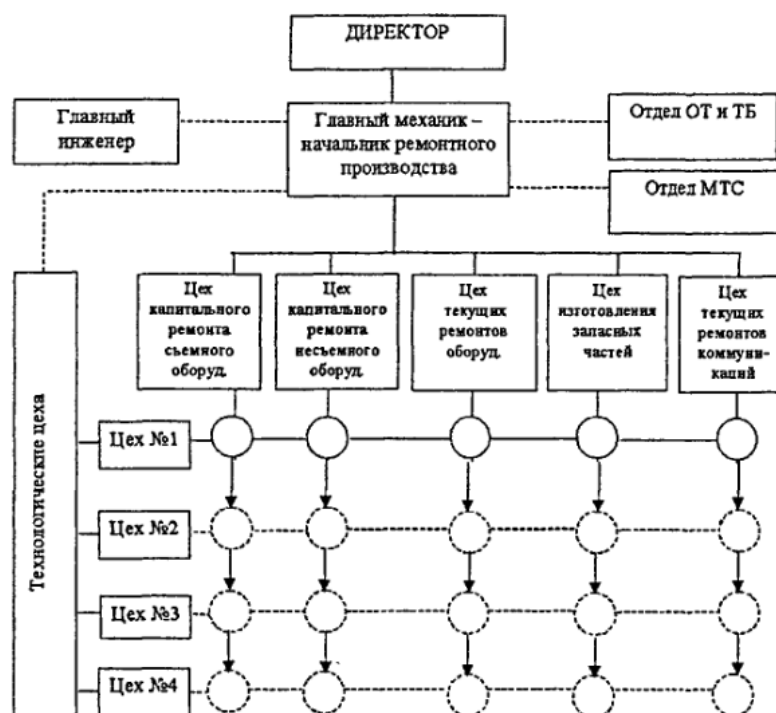 ДИРЕКТОР
Главный
инженер
Главный механик –
начальник ремонтного
производства
Отдел ОТ и ТБ
Отдел МТС
Цех
капитального
ремонта
съемного
оборуд.
Цех
капитального
ремонта
несъемного
оборуд.
Цех
текущих
ремонтов
оборуд.
Цех
изготовления
запасных
частей
Цех
текущих
ремонтов
коммуни-
каций
Технологические цеха
Цех №1
Цех №2
Цех №3
Цех №4